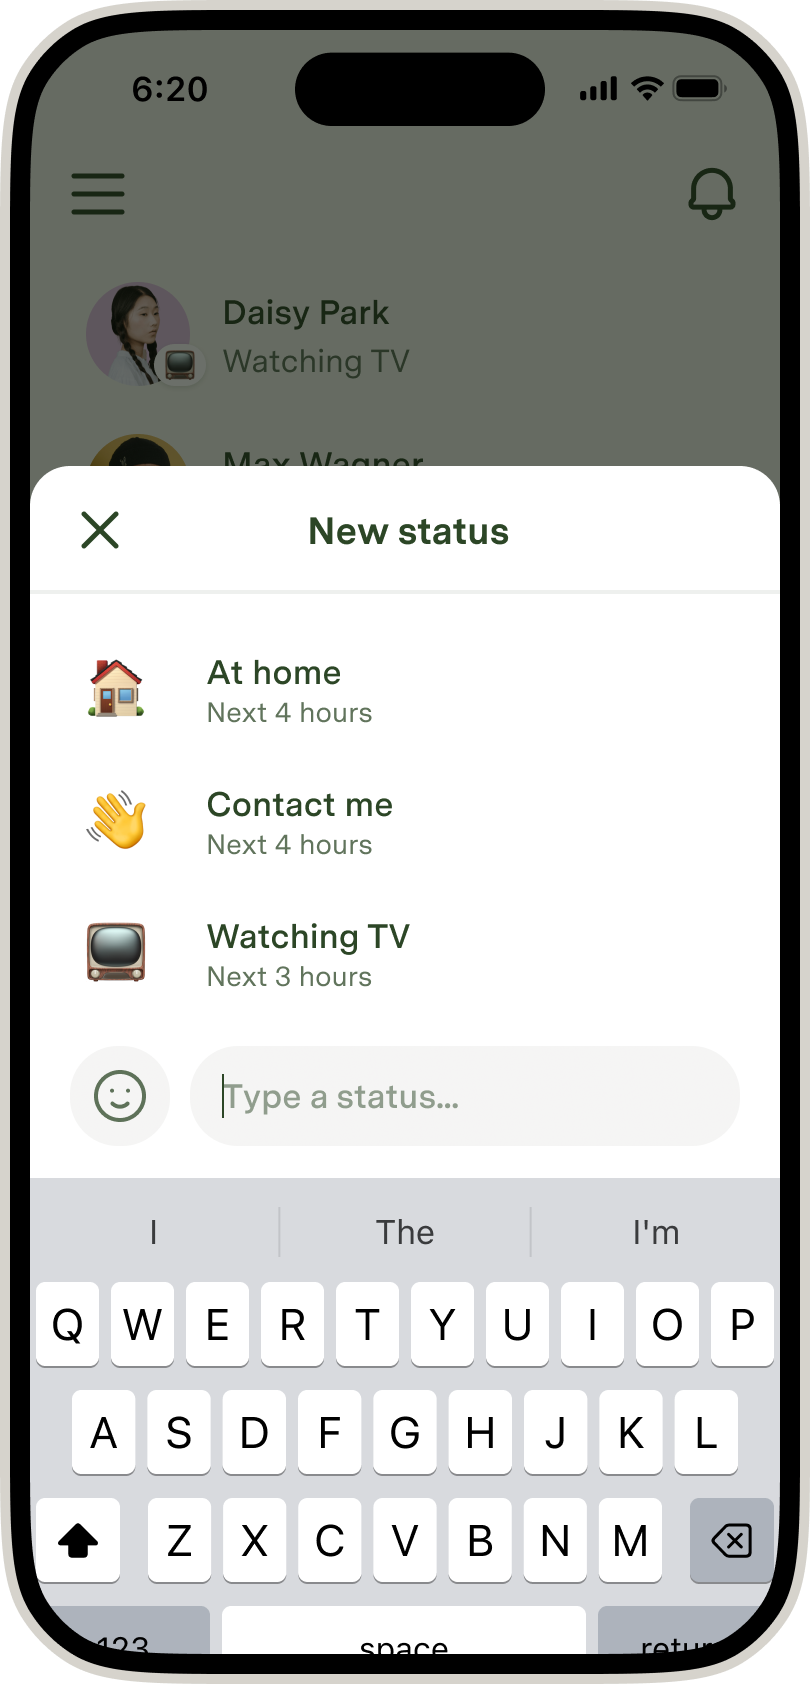 6:20
Daisy Park
Watching TV
Max Wagner
New status
At home
Next 4 hours
Contact me
Next 4 hours
Watching TV
Next 3 hours
Type a status...
I The I'm
Q W E R T Y U I O P
A S D F G H J K L
Z X C V B N M
123 space return